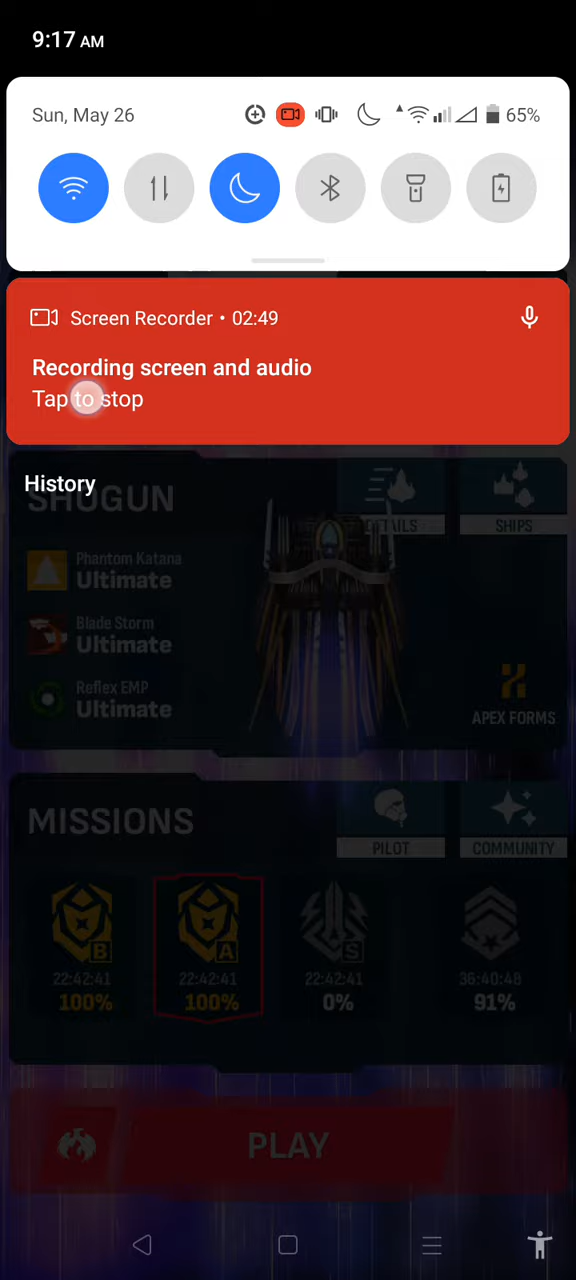 9:17 AM
Sun, May 26
65%
Screen Recorder • 02:49
Recording screen and audio
Tap to stop
History
SHOGUN
DETAILS
SHIPS
Phantom Katana
Ultimate
Blade Storm
Ultimate
Reflex EMP
Ultimate
APEX FORMS
MISSIONS
PILOT
COMMUNITY
B
A
S
22:42:41
22:42:41
22:42:41
36:40:48
100%
100%
0%
91%
PLAY